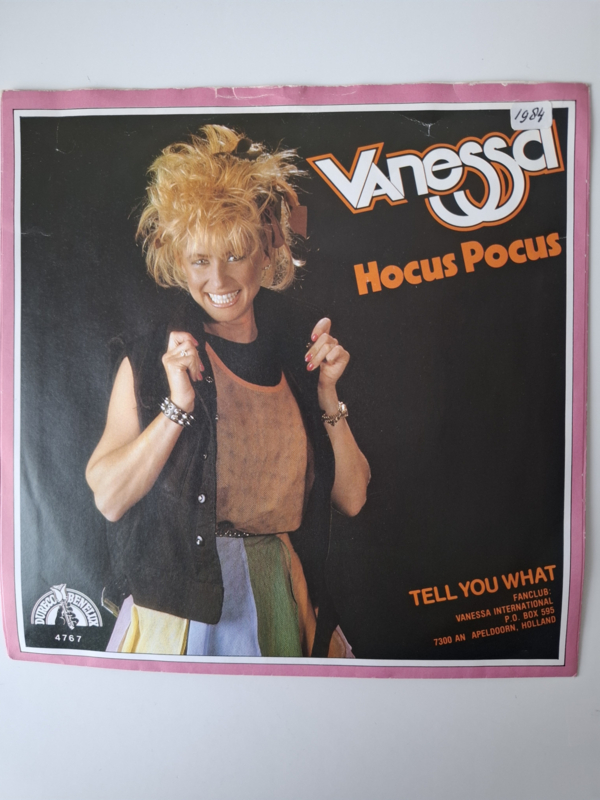 1984
Vanessa
Hocus Pocus
TELL YOU WHAT
FANCLUB:
VANESSA INTERNATIONAL
P.O. BOX 595
7300 AN APELDOORN, HOLLAND
DURECO BENELUX
4767